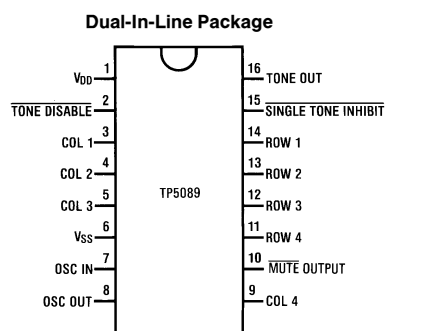 Dual-In-Line Package
VDD 1
TONE DISABLE 2
COL 1 3
COL 2 4
COL 3 5
VSS 6
OSC IN 7
OSC OUT 8
TP5089
16 TONE OUT
15 SINGLE TONE INHIBIT
14 ROW 1
13 ROW 2
12 ROW 3
11 ROW 4
10 MUTE OUTPUT
9 COL 4